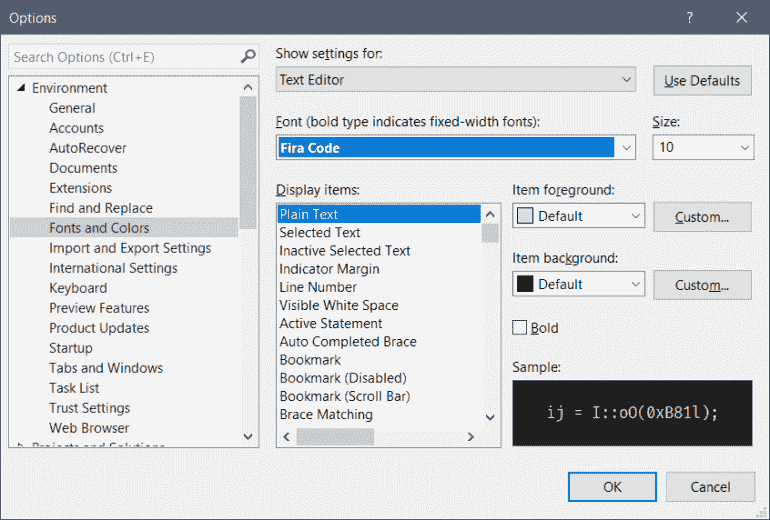 Options
Search Options (Ctrl+E)
Environment
General
Accounts
AutoRecover
Documents
Extensions
Find and Replace
Fonts and Colors
Import and Export Settings
International Settings
Keyboard
Preview Features
Product Updates
Startup
Tabs and Windows
Task List
Trust Settings
Web Browser
Projects and Solutions
Show settings for:
Text Editor
Use Defaults
Font (bold type indicates fixed-width fonts):
Fira Code
Size:
10
Display items:
Plain Text
Selected Text
Inactive Selected Text
Indicator Margin
Line Number
Visible White Space
Active Statement
Auto Completed Brace
Bookmark
Bookmark (Disabled)
Bookmark (Scroll Bar)
Brace Matching
Item foreground:
Default
Custom...
Item background:
Default
Custom...
Bold
Sample:
ij = I::oO(0xB81l);
OK
Cancel